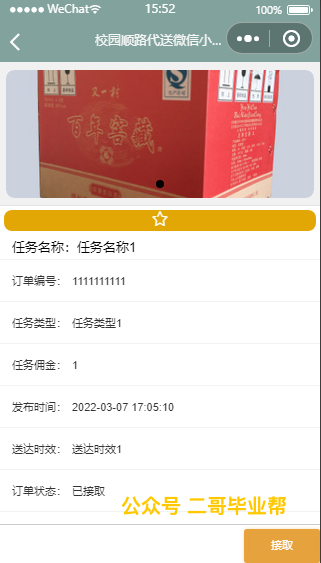 WeChat 15:52 100%
校园顺路代送微信小...
百年窖藏
任务名称：任务名称1
订单编号： 1111111111
任务类型： 任务类型1
任务佣金： 1
发布时间： 2022-03-07 17:05:10
送达时效： 送达时效1
订单状态： 已接取
公众号 二哥毕业帮
接取